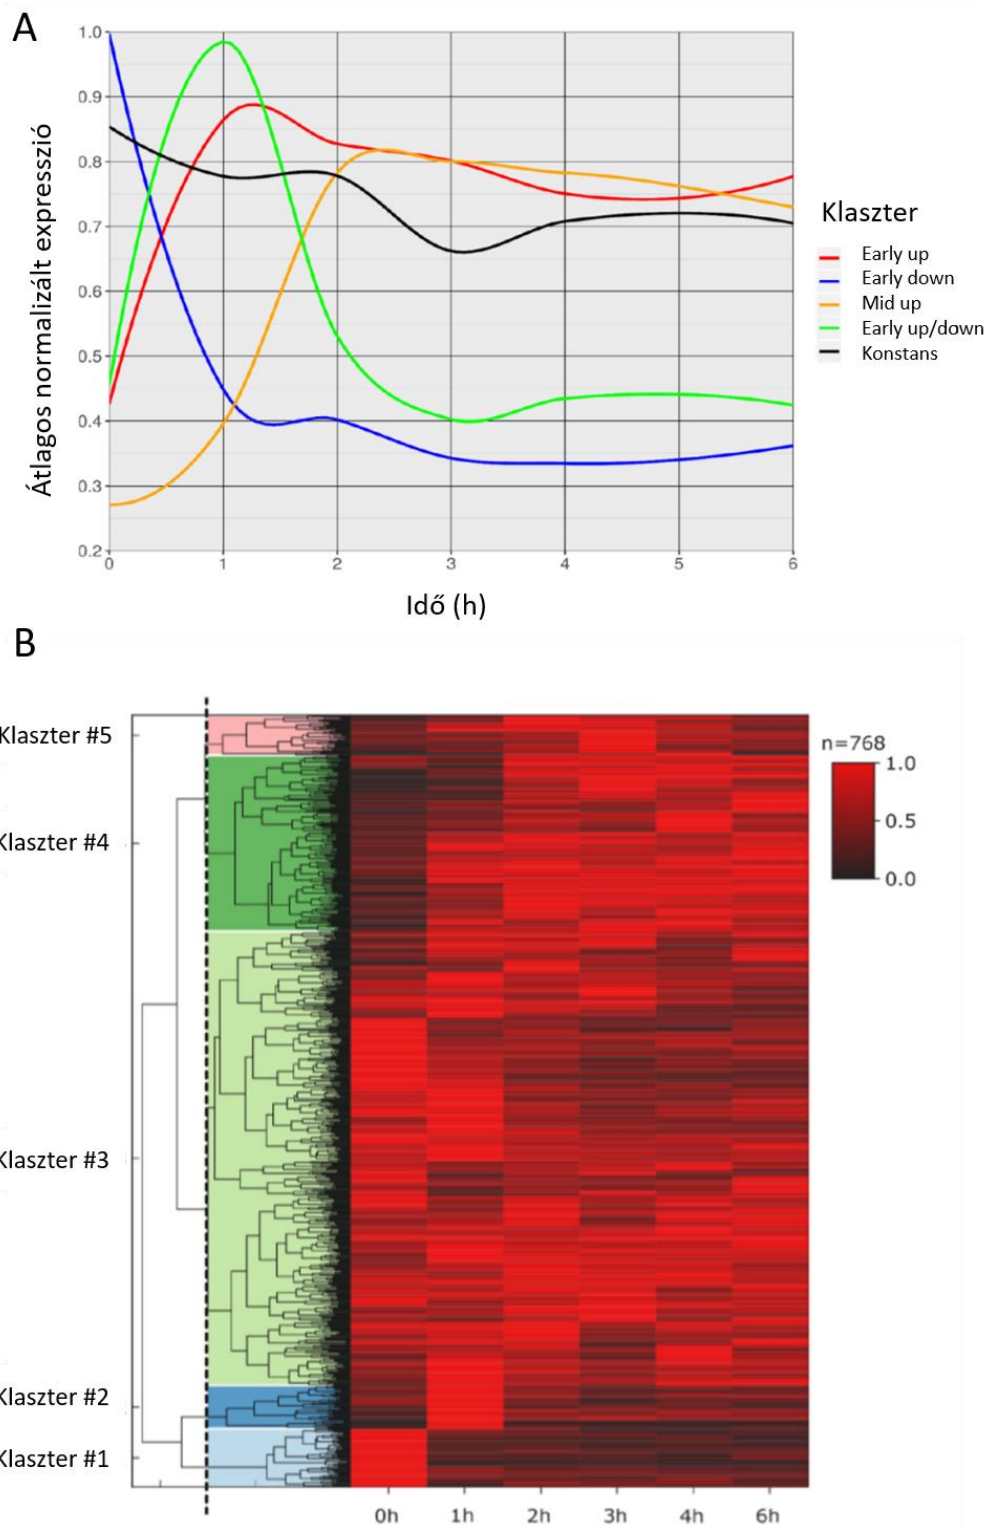 A
1.0
0.9
0.8
0.7
0.6
0.5
0.4
0.3
0.2
0 1 2 3 4 5 6
Átlagos normalizált expresszió
Idő (h)
Klaszter
Early up
Early down
Mid up
Early up/down
Konstans
B
Klaszter #5
Klaszter #4
Klaszter #3
Klaszter #2
Klaszter #1
n=768
1.0
0.5
0.0
0h 1h 2h 3h 4h 6h